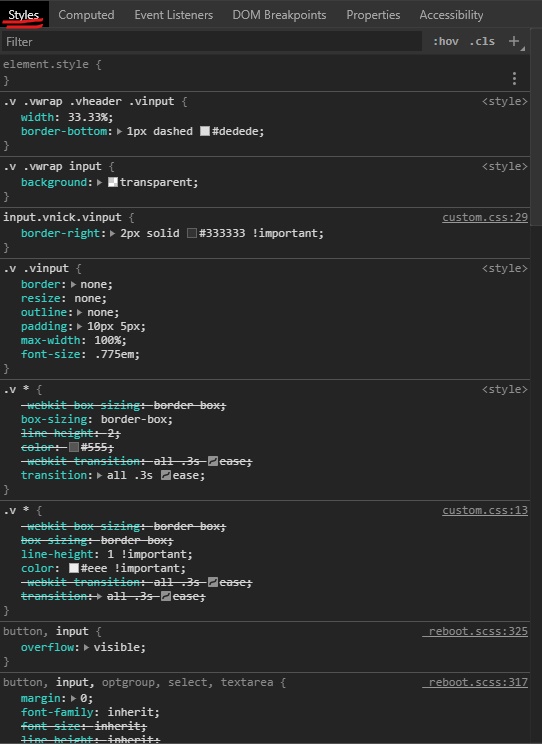 Styles Computed Event Listeners DOM Breakpoints Properties Accessibility
Filter :hov .cls +
element.style {
}
.v .vwrap .vheader .vinput { <style>
width: 33.33%;
border-bottom: 1px dashed #dedede;
}
.v .vwrap input { <style>
background: transparent;
}
input.vnick.vinput { custom.css:29
border-right: 2px solid #333333 !important;
}
.v .vinput { <style>
border: none;
resize: none;
outline: none;
padding: 10px 5px;
max-width: 100%;
font-size: .775em;
}
.v * { <style>
-webkit-box-sizing: border-box;
box-sizing: border-box;
line-height: 2;
color: #555;
-webkit-transition: all .3s ease;
transition: all .3s ease;
}
.v * { custom.css:13
-webkit-box-sizing: border-box;
box-sizing: border-box;
line-height: 1 !important;
color: #eee !important;
-webkit-transition: all .3s ease;
transition: all .3s ease;
}
button, input { _reboot.scss:325
overflow: visible;
}
button, input, optgroup, select, textarea { _reboot.scss:317
margin: 0;
font-family: inherit;
font-size: inherit;
line-height: inherit;